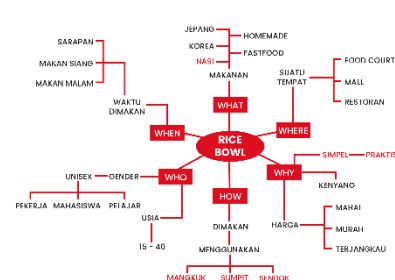 JEPANG
HOMEMADE
KOREA
FASTFOOD
NASI
MAKANAN
WHAT
SARAPAN
MAKAN SIANG
MAKAN MALAM
WAKTU
DIMAKAN
WHEN
SUATU
TEMPAT
FOOD COURT
MALL
RESTORAN
WHERE
RICE
BOWL
WHO
GENDER
UNISEX
PEKERJA
MAHASISWA
PELAJAR
USIA
15 - 40
HOW
DIMAKAN
MENGGUNAKAN
MANGKUK
SUMPIT
SENDOK
WHY
SIMPEL
PRAKTIS
KENYANG
HARGA
MAHAL
MURAH
TERJANGKAU